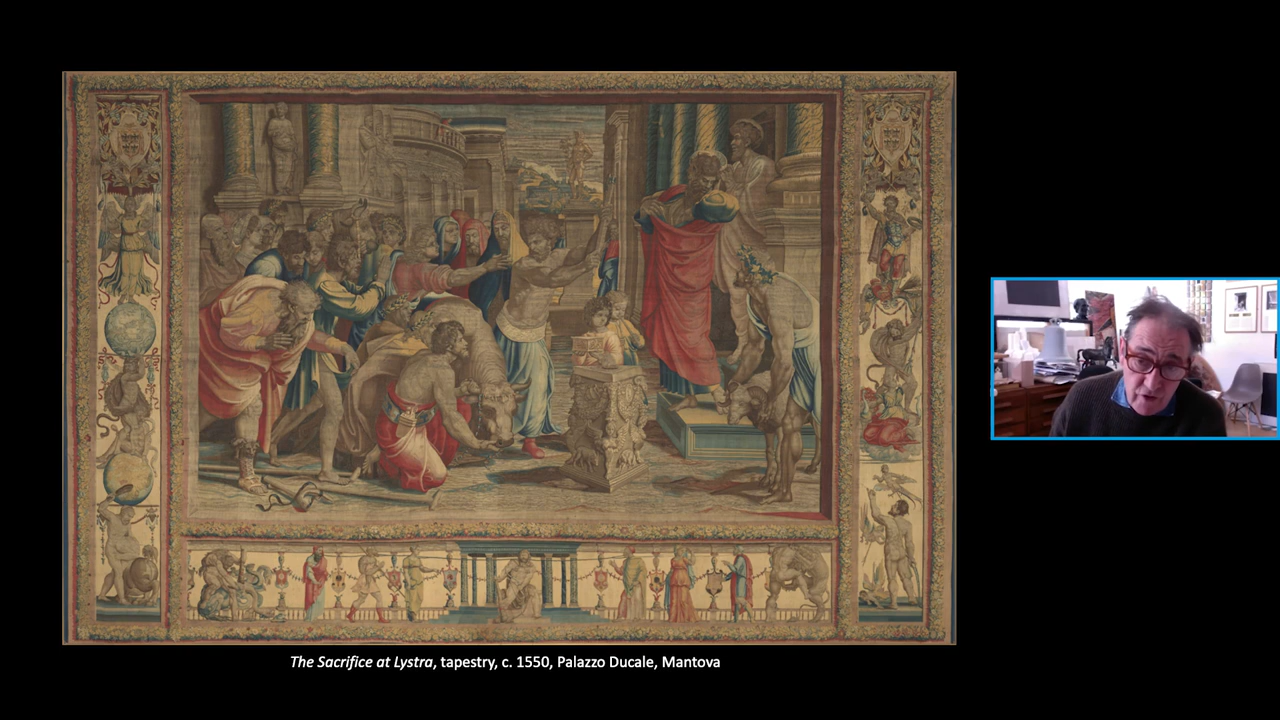 The Sacrifice at Lystra, tapestry, c. 1550, Palazzo Ducale, Mantova